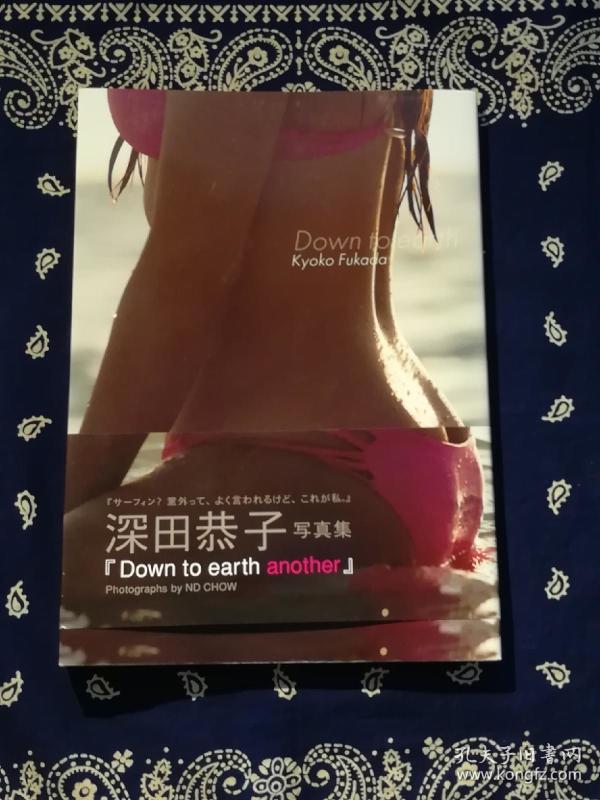 Down to earth
Kyoko Fukada
『サーフィン? 意外って、よく言われるけど、これが私。』
深田恭子 写真集
『Down to earth another』
Photographs by ND CHOW
孔夫子旧書网
www.kongfz.com